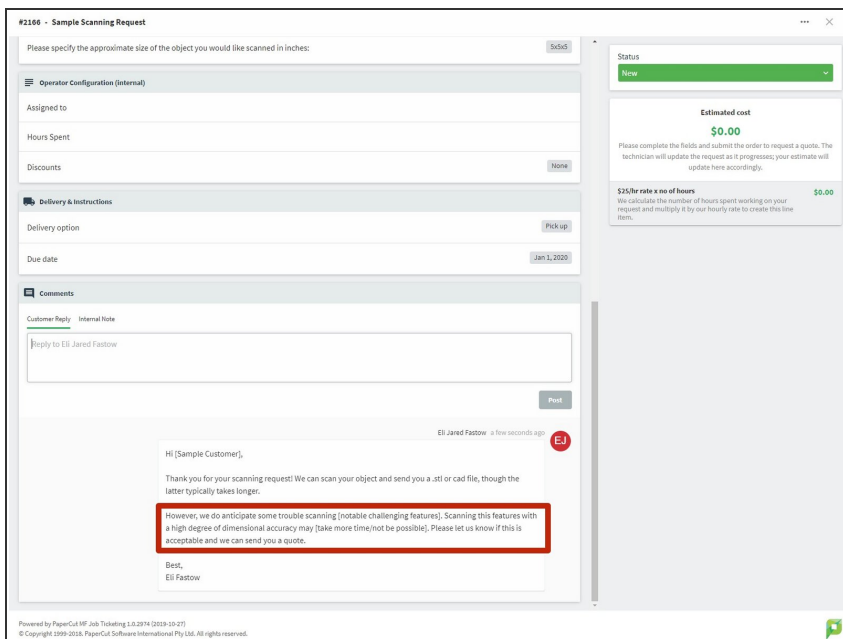 #2166 - Sample Scanning Request
Please specify the approximate size of the object you would like scanned in inches:
5x5x5
Operator Configuration (internal)
Assigned to
Hours Spent
Discounts
None
Delivery & Instructions
Delivery option
Pick up
Due date
Jan 1, 2020
Comments
Customer Reply Internal Note
Reply to Eli Jared Fastow
Post
Eli Jared Fastow a few seconds ago
EJ
Hi [Sample Customer],
Thank you for your scanning request! We can scan your object and send you a .stl or cad file, though the
latter typically takes longer.
However, we do anticipate some trouble scanning [notable challenging features]. Scanning this features with
a high degree of dimensional accuracy may [take more time/not be possible]. Please let us know if this is
acceptable and we can send you a quote.
Best,
Eli Fastow
Status
New
Estimated cost
$0.00
Please complete the fields and submit the order to request a quote. The
technician will update the request as it progresses; your estimate will
update here accordingly.
$25/hr rate x no of hours
$0.00
We calculate the number of hours spent working on your
request and multiply it by our hourly rate to create this line
item.
Powered by PaperCut MF Job Ticketing 1.0.2974 (2019-10-27)
© Copyright 1999-2018. PaperCut Software International Pty Ltd. All rights reserved.